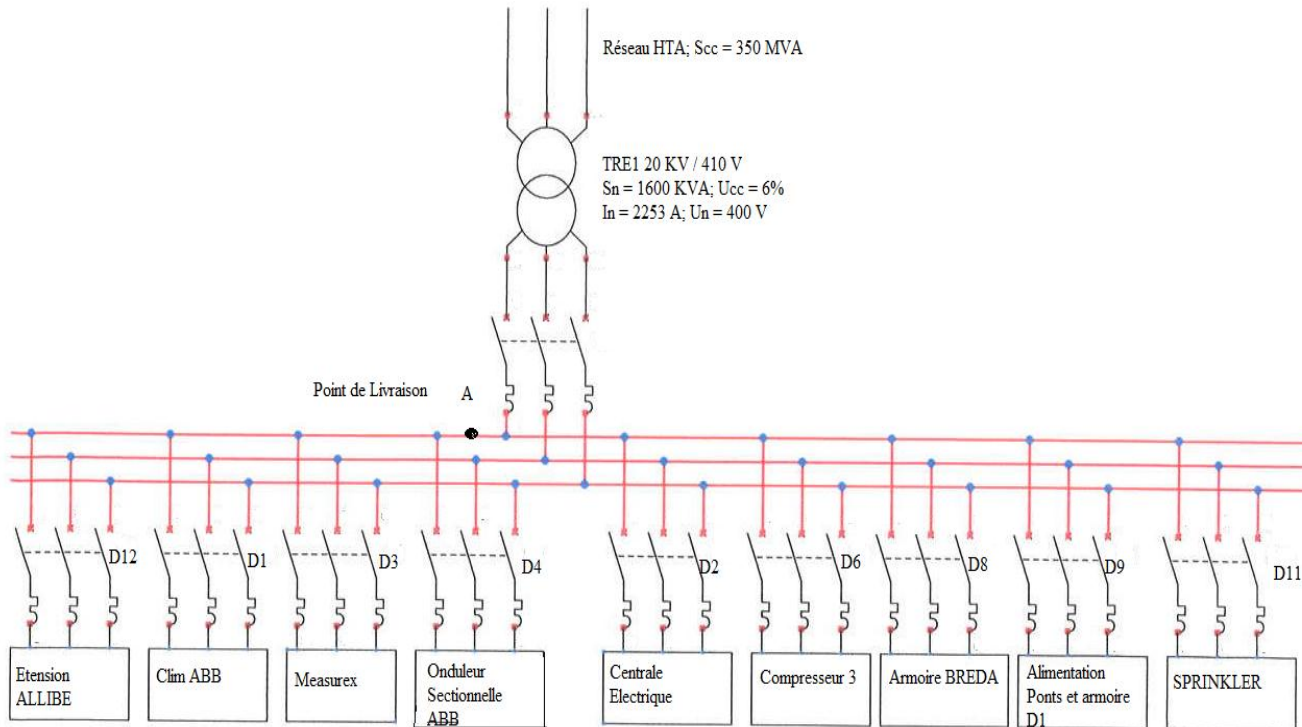 Réseau HTA; Scc = 350 MVA
TRE1 20 KV / 410 V
Sn = 1600 KVA; Ucc = 6%
In = 2253 A; Un = 400 V
Point de Livraison
A
D12
D1
D3
D4
D2
D6
D8
D9
D11
Etension
ALLIBE
Clim ABB
Measurex
Onduleur
Sectionnelle
ABB
Centrale
Electrique
Compresseur 3
Armoire BREDA
Alimentation
Ponts et armoire
D1
SPRINKLER